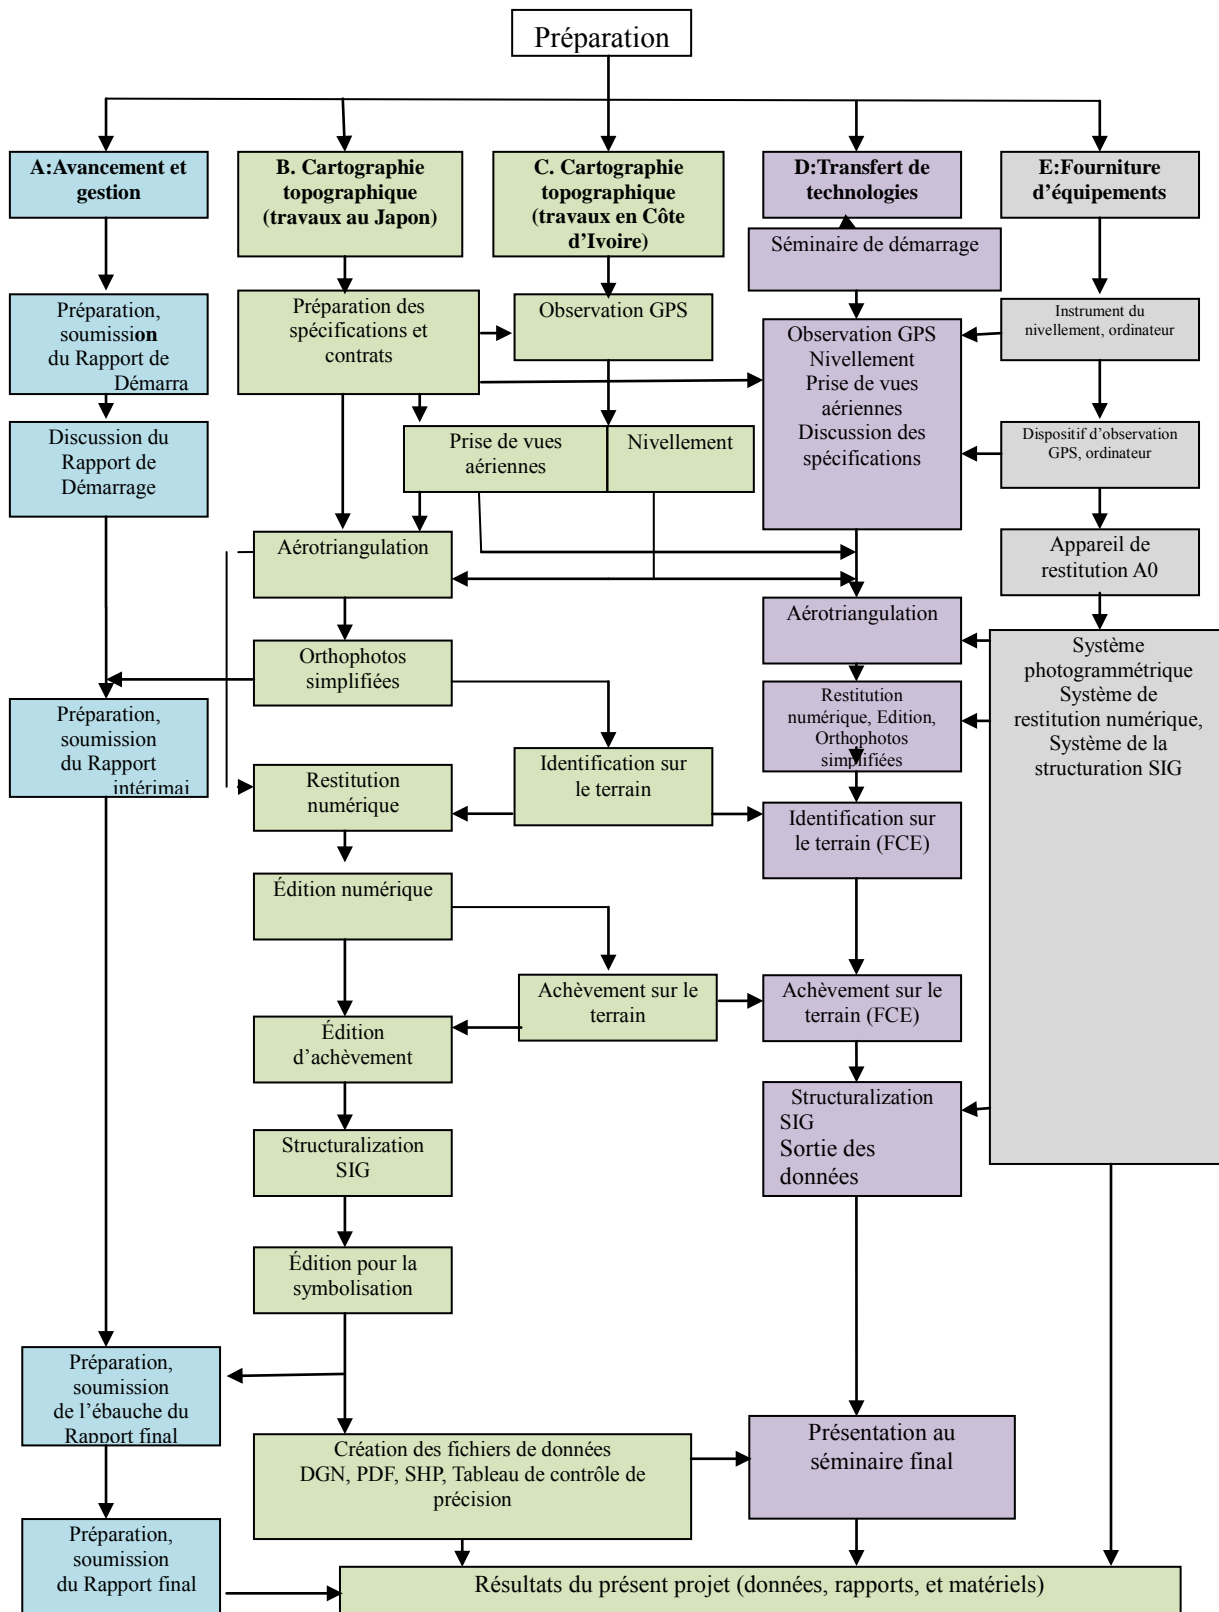 Préparation
A:Avancement et
gestion
B. Cartographie
topographique
(travaux au Japon)
C. Cartographie
topographique
(travaux en Côte
d'Ivoire)
D:Transfert de
technologies
E:Fourniture
d'équipements
Séminaire de démarrage
Préparation,
soumission
du Rapport de
Démarra
Préparation des
spécifications et
contrats
Observation GPS
Observation GPS
Nivellement
Prise de vues
aériennes
Discussion des
spécifications
Instrument du
nivellement, ordinateur
Discussion du
Rapport de
Démarrage
Prise de vues
aériennes
Nivellement
Dispositif d'observation
GPS, ordinateur
Aérotriangulation
Appareil de
restitution A0
Aérotriangulation
Orthophotos
simplifiées
Système
photogrammétrique
Système de
restitution numérique,
Système de la
structuration SIG
Préparation,
soumission
du Rapport
intérimai
Restitution
numérique, Edition,
Orthophotos
simplifiées
Identification sur
le terrain
Restitution
numérique
Identification sur
le terrain (FCE)
Édition numérique
Achèvement sur le
terrain
Achèvement sur le
terrain (FCE)
Édition
d'achèvement
Structuralization
SIG
Sortie des
données
Structuralization
SIG
Édition pour la
symbolisation
Préparation,
soumission
de l'ébauche du
Rapport final
Création des fichiers de données
DGN, PDF, SHP, Tableau de contrôle de
précision
Présentation au
séminaire final
Préparation,
soumission
du Rapport final
Résultats du présent projet (données, rapports, et matériels)